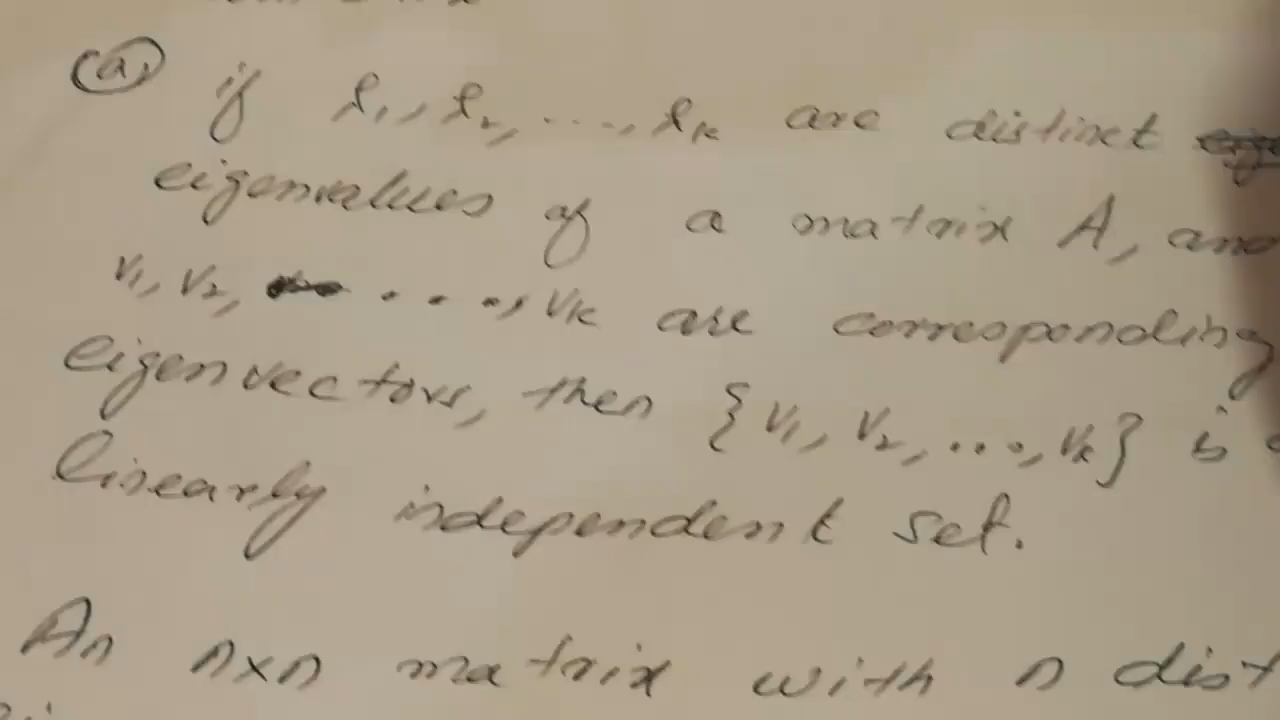 (a) if λ1, λ2, ...., λk are distinct
eigenvalues of a matrix A, and
v1, v2, ...., vk are corresponding
eigenvectors, then {v1, v2, ..., vk} is
linearly independent set.
An nxn matrix with n dist